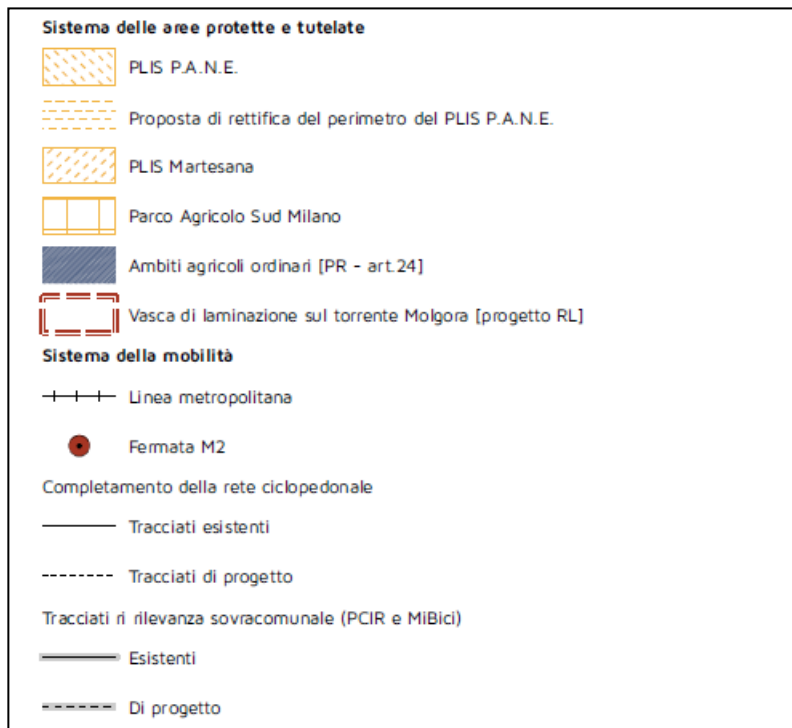 Sistema delle aree protette e tutelate
PLIS P.A.N.E.
Proposta di rettifica del perimetro del PLIS P.A.N.E.
PLIS Martesana
Parco Agricolo Sud Milano
Ambiti agricoli ordinari [PR - art.24]
Vasca di laminazione sul torrente Molgora [progetto RL]
Sistema della mobilità
Linea metropolitana
Fermata M2
Completamento della rete ciclopedonale
Tracciati esistenti
Tracciati di progetto
Tracciati ri rilevanza sovracomunale (PCIR e MiBici)
Esistenti
Di progetto